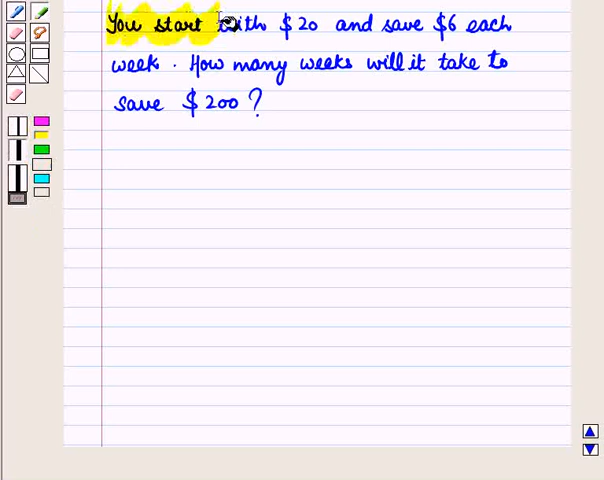 You start with $20 and save $6 each
week. How many weeks will it take to
save $200?